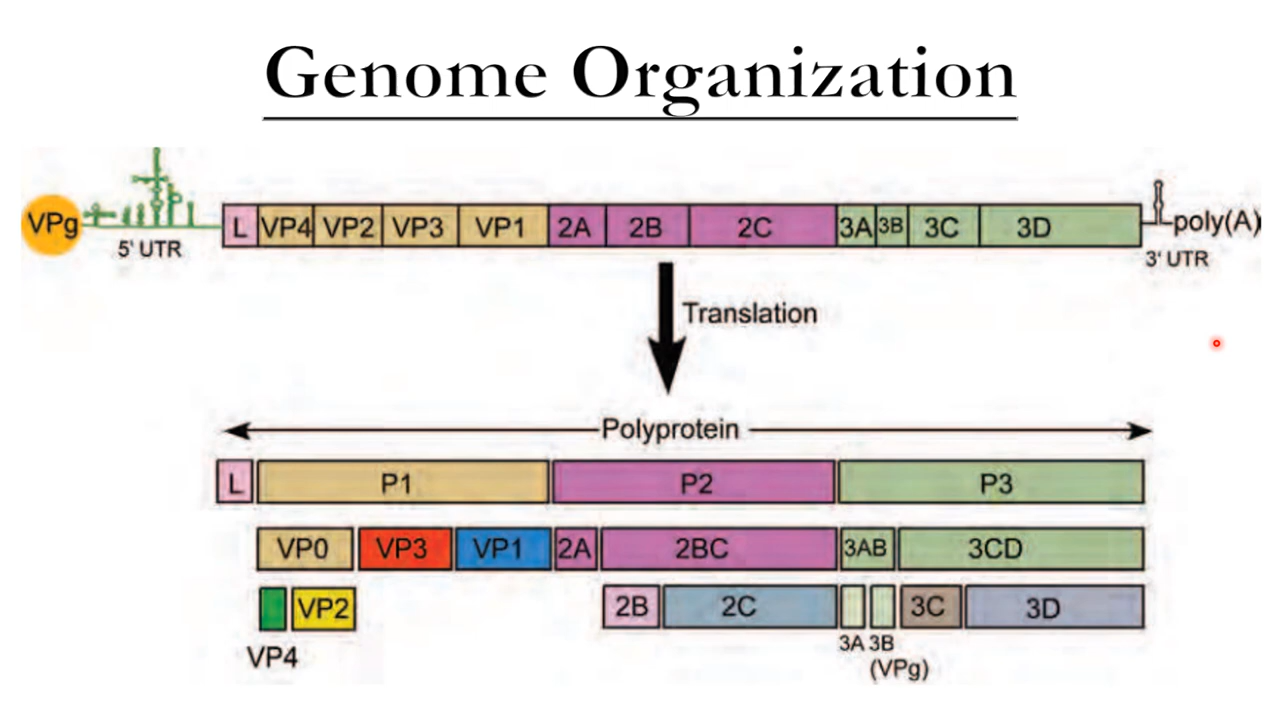 Genome Organization
VPg
5' UTR
L VP4 VP2 VP3 VP1 2A 2B 2C 3A 3B 3C 3D
poly(A)
3' UTR
Translation
Polyprotein
L P1 P2 P3
VP0 VP3 VP1 2A 2BC 3AB 3CD
VP2 2B 2C 3C 3D
VP4 3A 3B
(VPg)